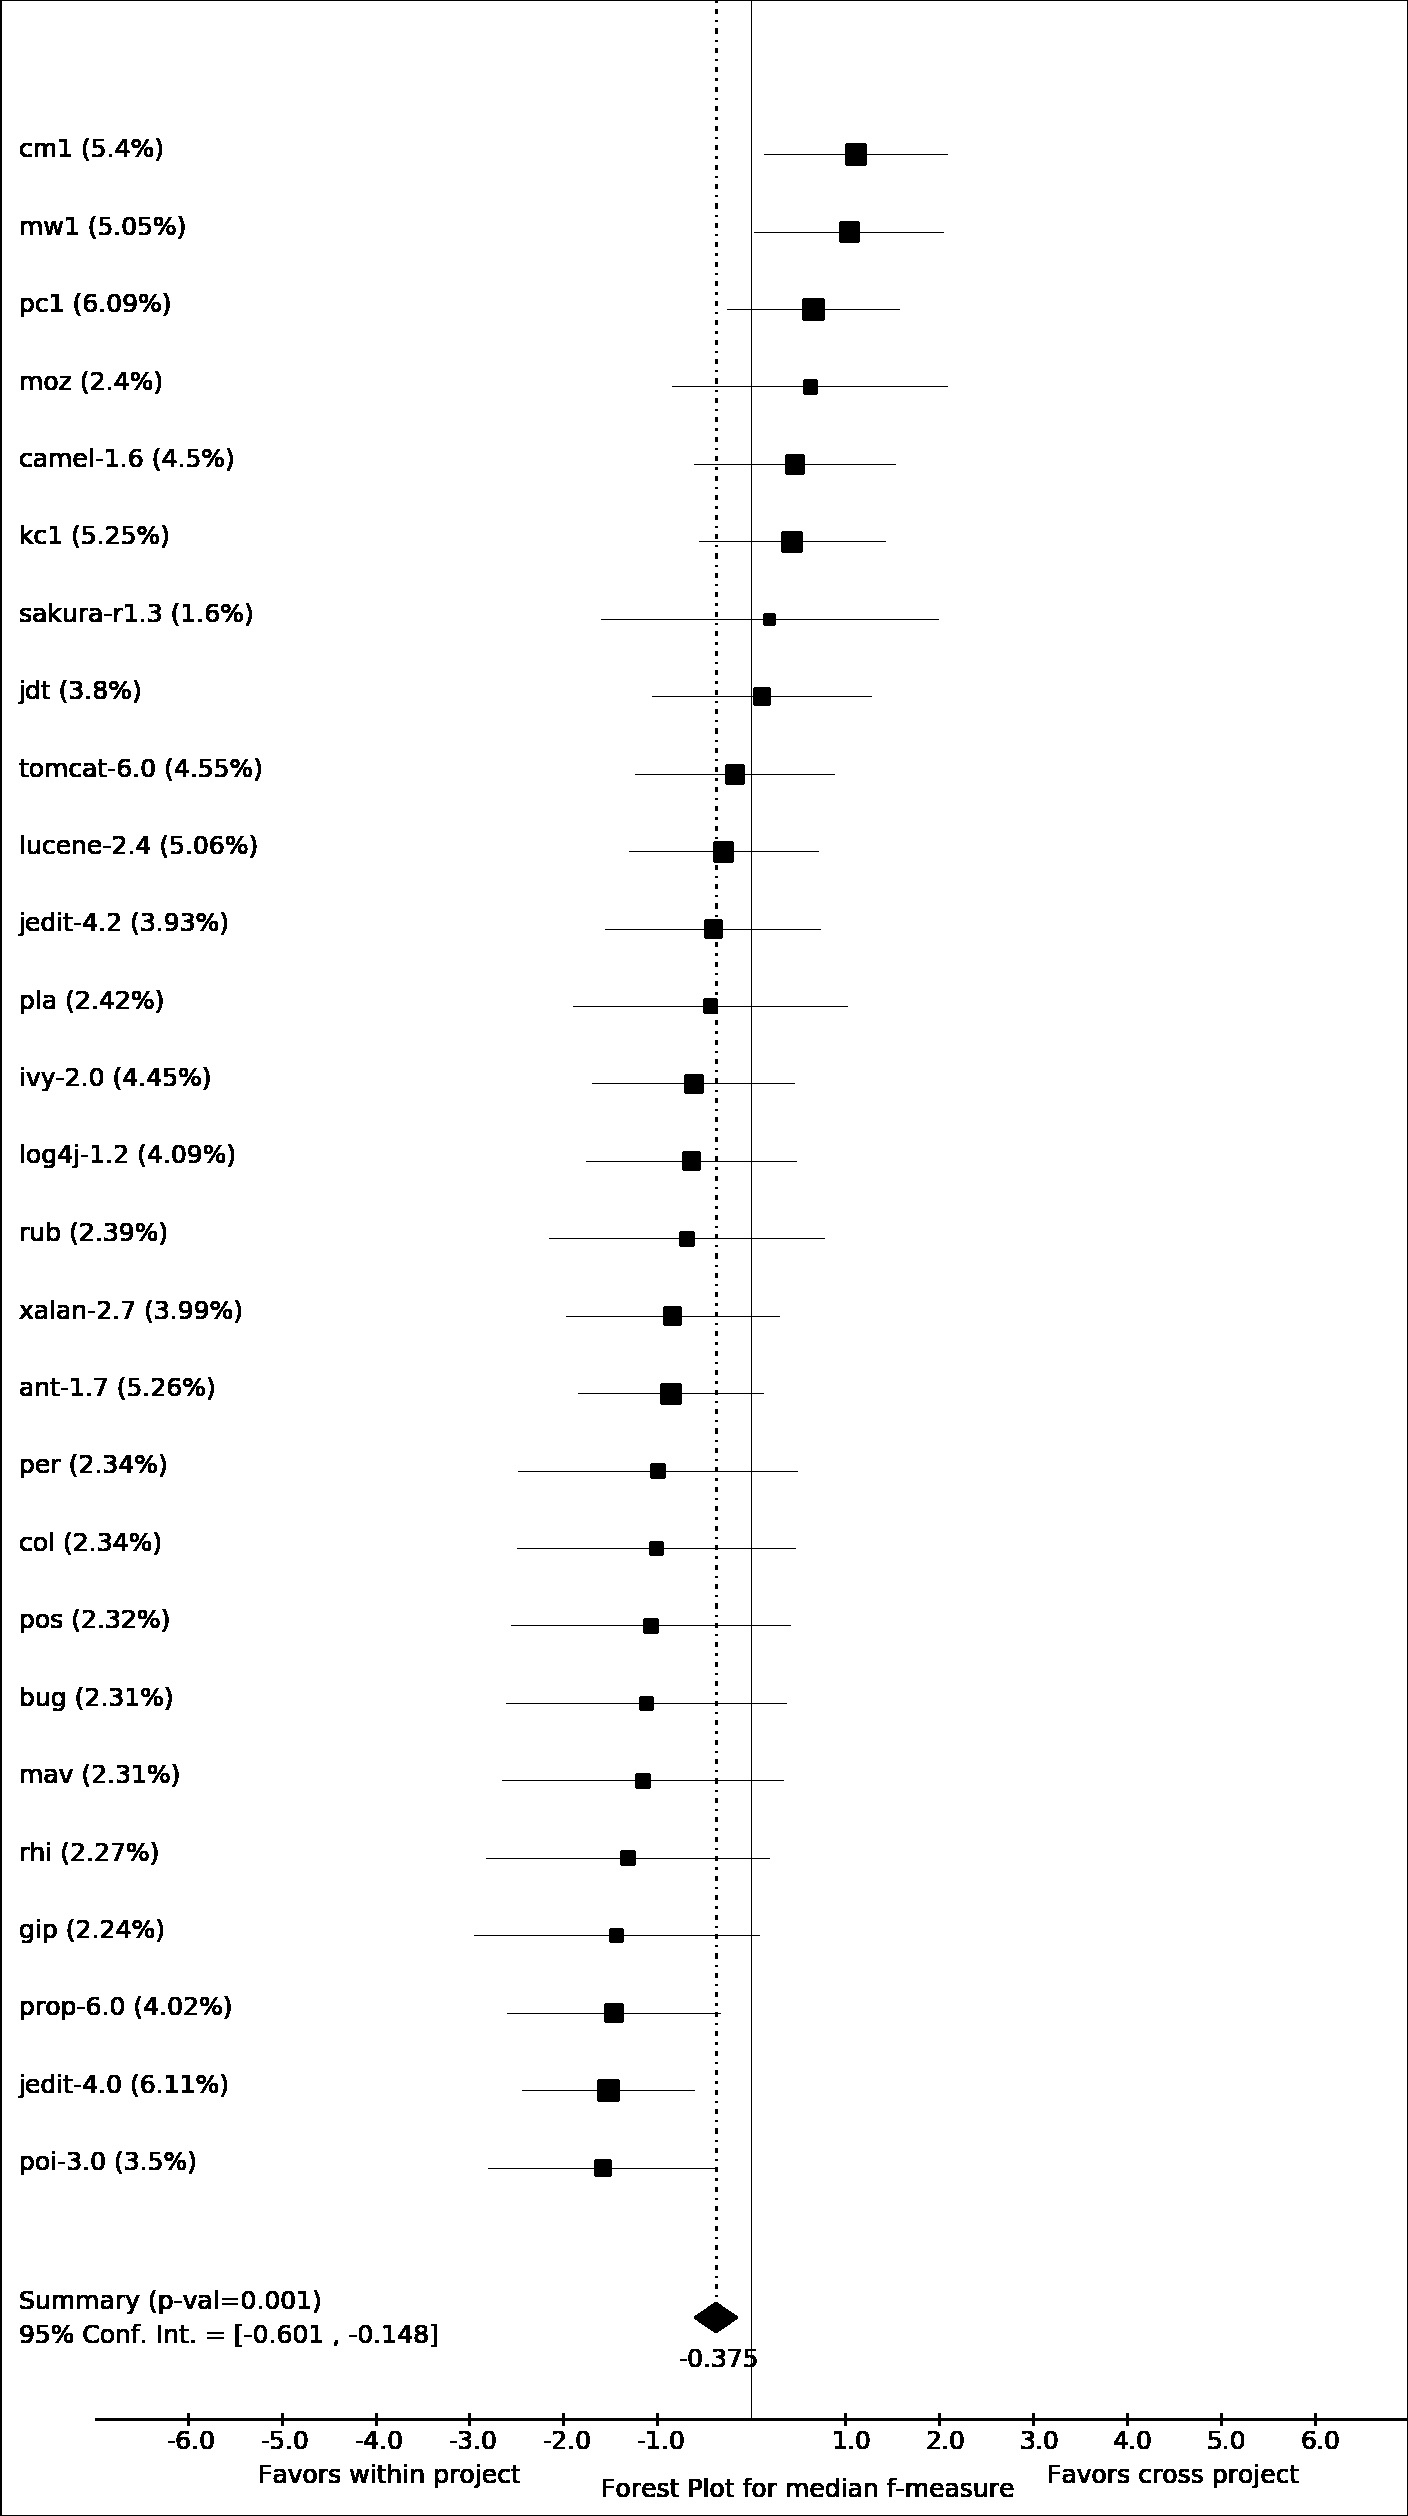 cm1 (5.4%)
mw1 (5.05%)
pc1 (6.09%)
moz (2.4%)
camel-1.6 (4.5%)
kc1 (5.25%)
sakura-r1.3 (1.6%)
jdt (3.8%)
tomcat-6.0 (4.55%)
lucene-2.4 (5.06%)
jedit-4.2 (3.93%)
pla (2.42%)
ivy-2.0 (4.45%)
log4j-1.2 (4.09%)
rub (2.39%)
xalan-2.7 (3.99%)
ant-1.7 (5.26%)
per (2.34%)
col (2.34%)
pos (2.32%)
bug (2.31%)
mav (2.31%)
rhi (2.27%)
gip (2.24%)
prop-6.0 (4.02%)
jedit-4.0 (6.11%)
poi-3.0 (3.5%)
Summary (p-val=0.001)
95% Conf. Int. = [-0.601 , -0.148]
-0.375
-6.0 -5.0 -4.0 -3.0 -2.0 -1.0 1.0 2.0 3.0 4.0 5.0 6.0
Favors within project Forest Plot for median f-measure Favors cross project